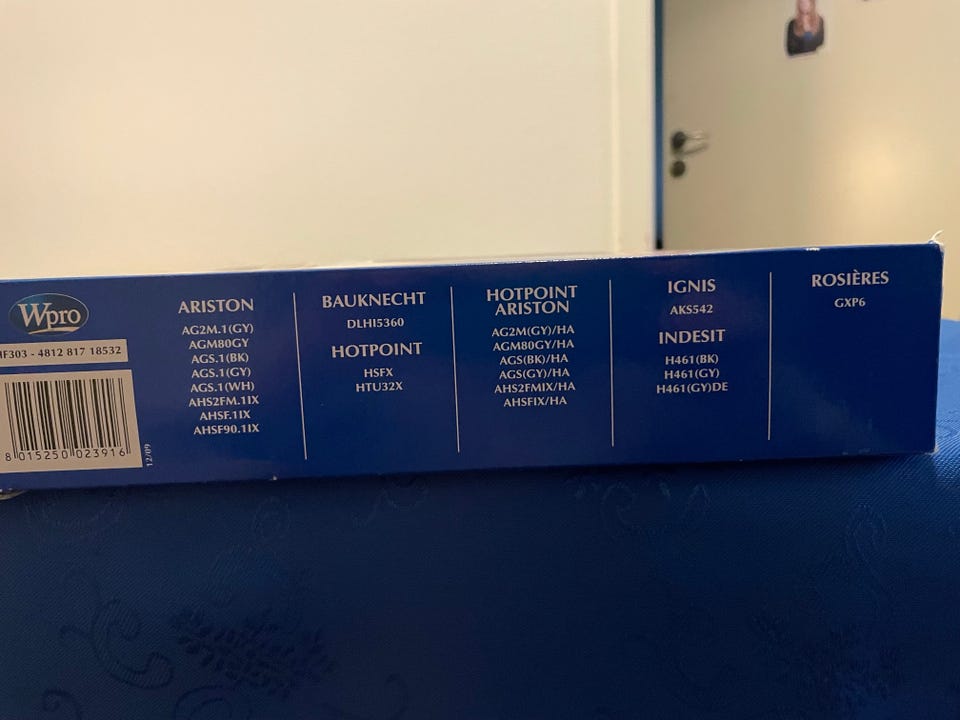 Wpro
HF303 - 4812 817 18532
8 015250 023916
12/09
ARISTON
AG2M.1(GY)
AGM80GY
AGS.1(BK)
AGS.1(GY)
AGS.1(WH)
AHS2FM.1IX
AHSF.1IX
AHSF90.1IX
BAUKNECHT
DLHI5360
HOTPOINT
HSFX
HTU32X
HOTPOINT
ARISTON
AG2M(GY)/HA
AGM80GY/HA
AGS(BK)/HA
AGS(GY)/HA
AHS2FMIX/HA
AHSFIX/HA
IGNIS
AKS542
INDESIT
H461(BK)
H461(GY)
H461(GY)DE
ROSIÈRES
GXP6